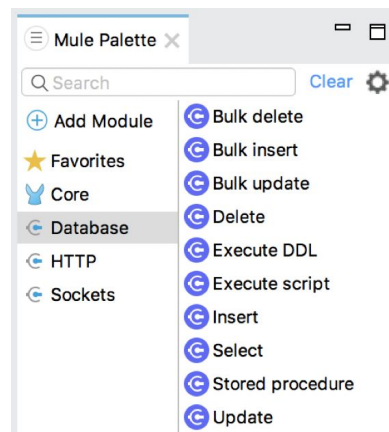 Mule Palette
Search
Clear
Add Module
Favorites
Core
Database
HTTP
Sockets
Bulk delete
Bulk insert
Bulk update
Delete
Execute DDL
Execute script
Insert
Select
Stored procedure
Update